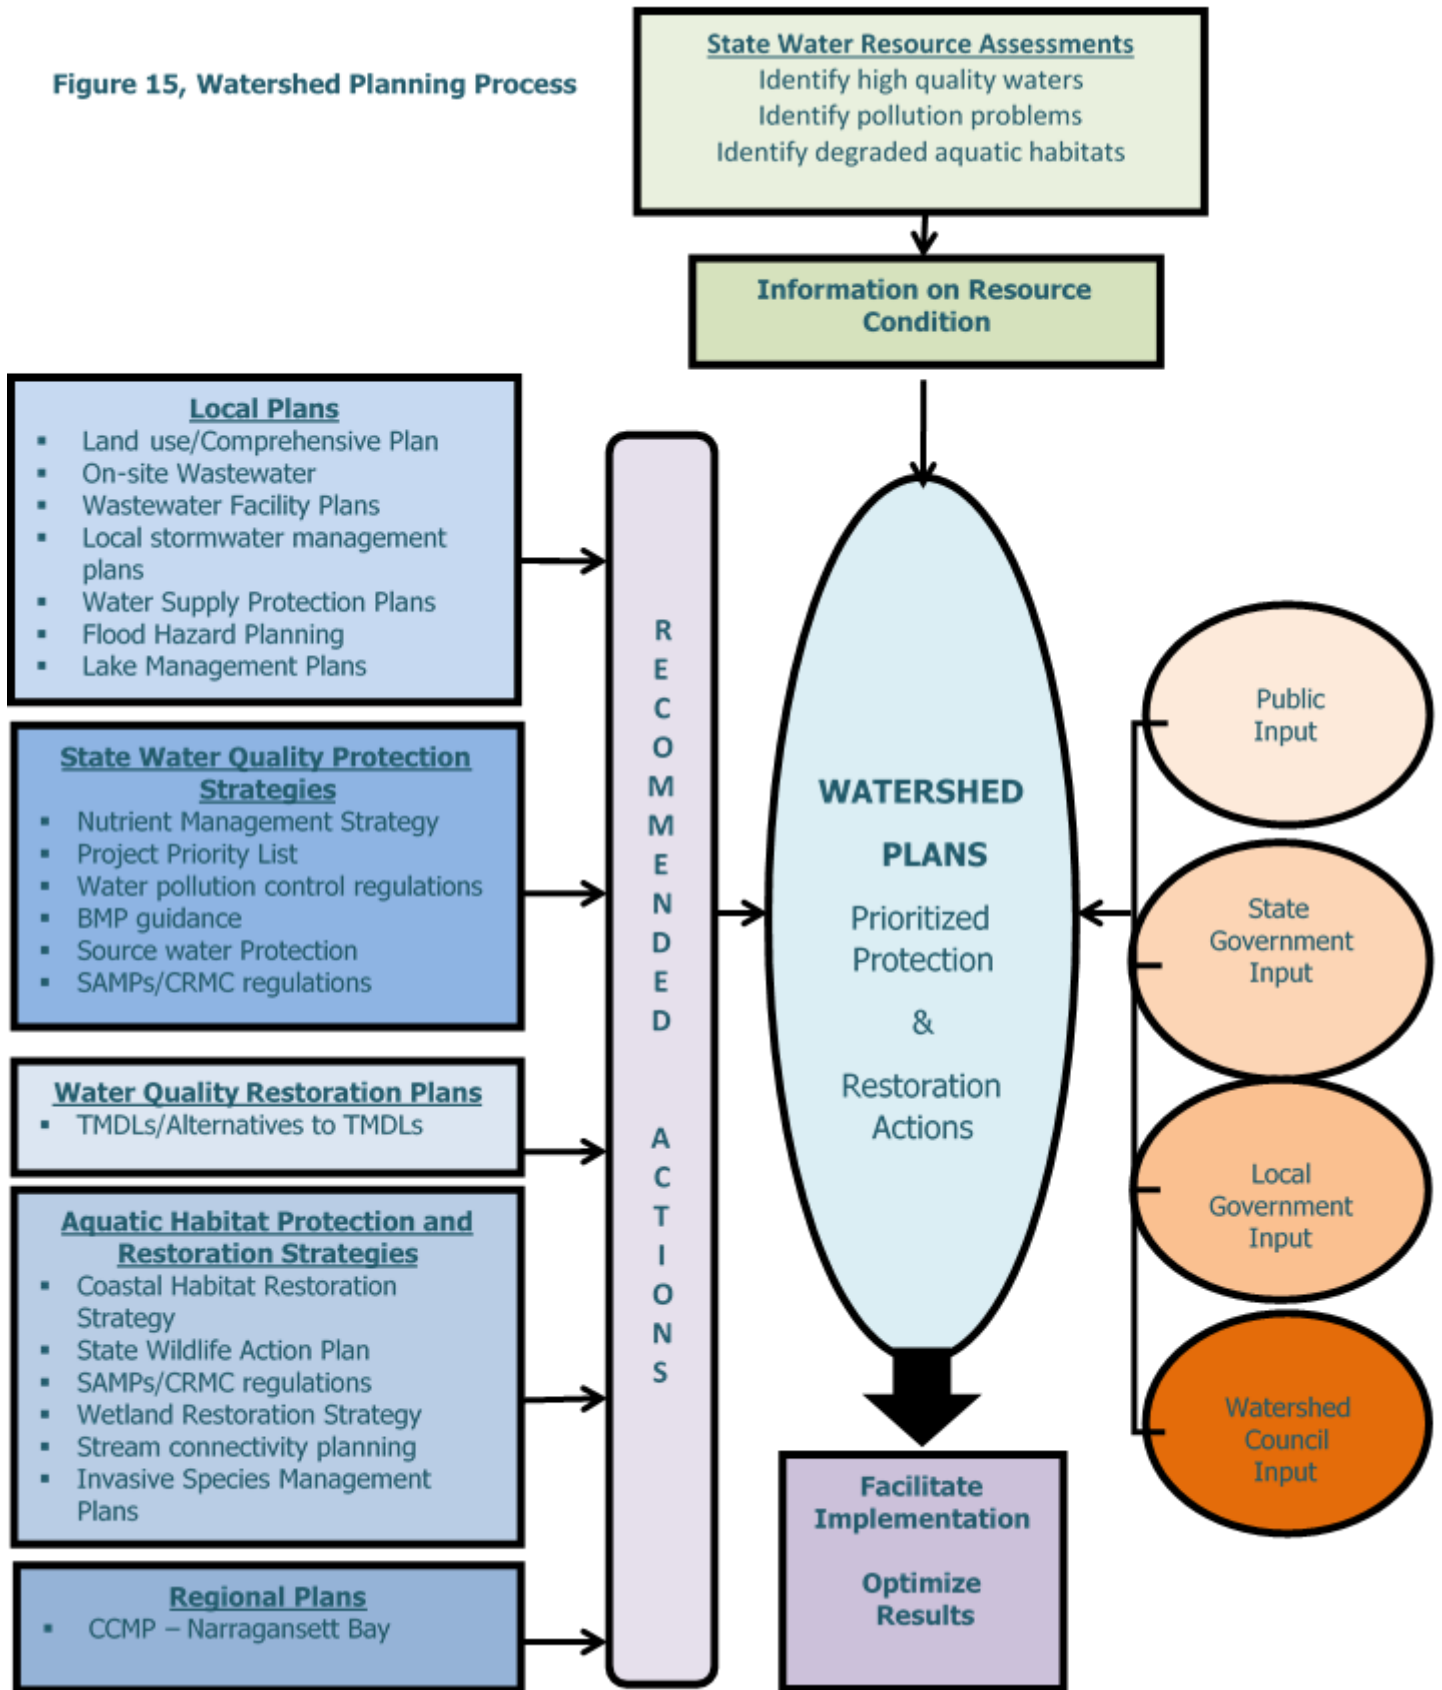 Figure 15, Watershed Planning Process
State Water Resource Assessments
Identify high quality waters
Identify pollution problems
Identify degraded aquatic habitats
Information on Resource
Condition
Local Plans
▪ Land use/Comprehensive Plan
▪ On-site Wastewater
▪ Wastewater Facility Plans
▪ Local stormwater management
plans
▪ Water Supply Protection Plans
▪ Flood Hazard Planning
▪ Lake Management Plans
State Water Quality Protection
Strategies
▪ Nutrient Management Strategy
▪ Project Priority List
▪ Water pollution control regulations
▪ BMP guidance
▪ Source water Protection
▪ SAMPs/CRMC regulations
Water Quality Restoration Plans
▪ TMDLs/Alternatives to TMDLs
Aquatic Habitat Protection and
Restoration Strategies
▪ Coastal Habitat Restoration
Strategy
▪ State Wildlife Action Plan
▪ SAMPs/CRMC regulations
▪ Wetland Restoration Strategy
▪ Stream connectivity planning
▪ Invasive Species Management
Plans
Regional Plans
▪ CCMP – Narragansett Bay
RECOMMENDED ACTIONS
WATERSHED
PLANS
Prioritized
Protection
&
Restoration
Actions
Public
Input
State
Government
Input
Local
Government
Input
Watershed
Council
Input
Facilitate
Implementation
Optimize
Results